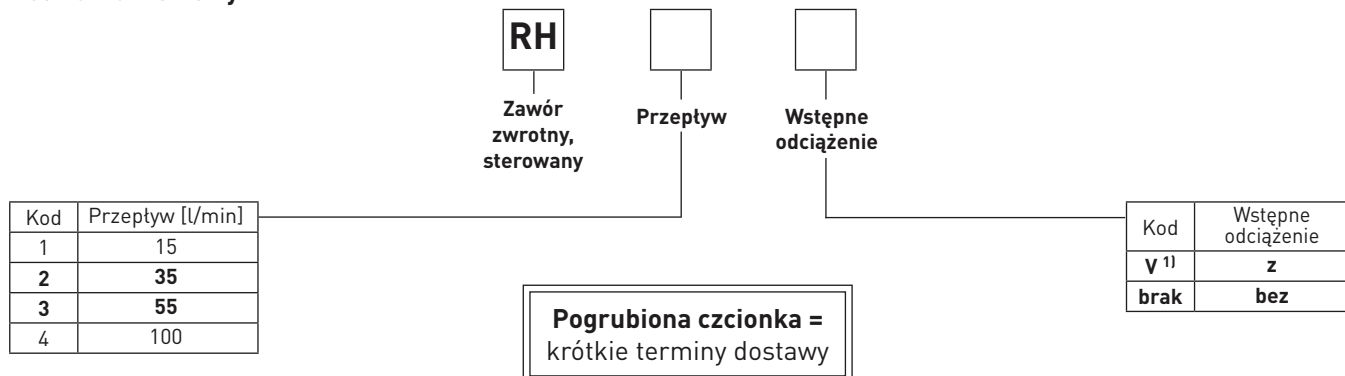 RH
Zawór
zwrotny,
sterowany
Przepływ
Wstępne
odciążenie
Kod Przepływ [l/min]
1 15
2 35
3 55
4 100
Kod Wstępne
odciążenie
V 1) z
brak bez
Pogrubiona czcionka =
krótkie terminy dostawy